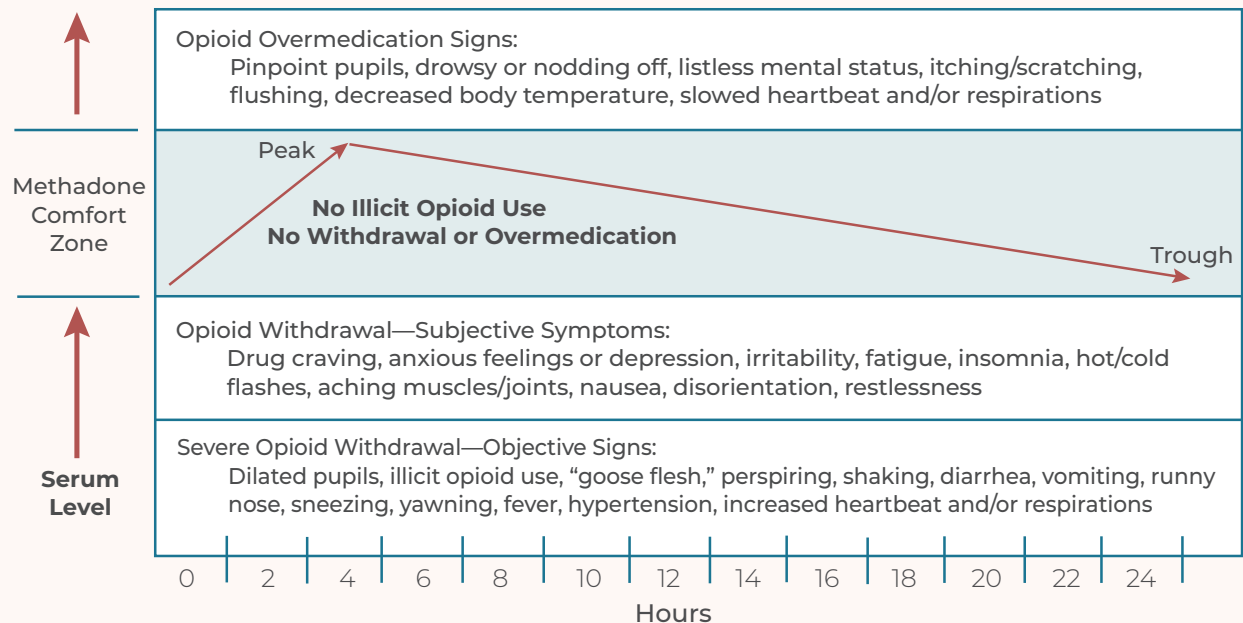 Opioid Overmedication Signs:
Pinpoint pupils, drowsy or nodding off, listless mental status, itching/scratching,
flushing, decreased body temperature, slowed heartbeat and/or respirations
Methadone
Comfort
Zone
Peak
No Illicit Opioid Use
No Withdrawal or Overmedication
Trough
Opioid Withdrawal—Subjective Symptoms:
Drug craving, anxious feelings or depression, irritability, fatigue, insomnia, hot/cold
flashes, aching muscles/joints, nausea, disorientation, restlessness
Serum
Level
Severe Opioid Withdrawal—Objective Signs:
Dilated pupils, illicit opioid use, “goose flesh,” perspiring, shaking, diarrhea, vomiting, runny
nose, sneezing, yawning, fever, hypertension, increased heartbeat and/or respirations
0 2 4 6 8 10 12 14 16 18 20 22 24
Hours